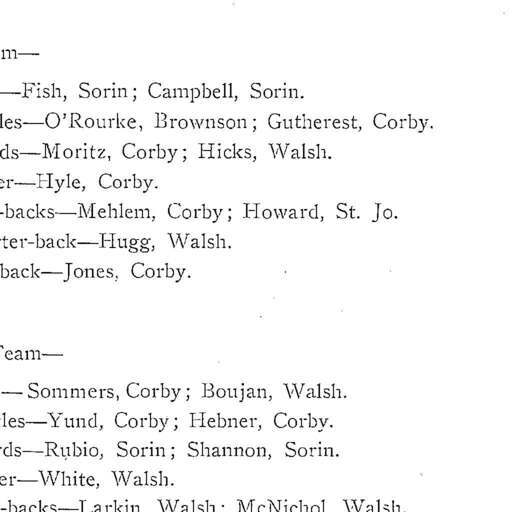 m—
—Fish, Sorin; Campbell, Sorin.
les—O'Rourke, Brownson; Gutherest, Corby.
ds—Moritz, Corby; Hicks, Walsh.
er—Hyle, Corby.
-backs—Mehlem, Corby; Howard, St. Jo.
ter-back—Hugg, Walsh.
back—Jones, Corby.
Team—
—Sommers, Corby; Boujan, Walsh.
les—Yund, Corby; Hebner, Corby.
ds—Rubio, Sorin; Shannon, Sorin.
er—White, Walsh.
-backs—Larkin, Walsh; McNichol, Walsh.